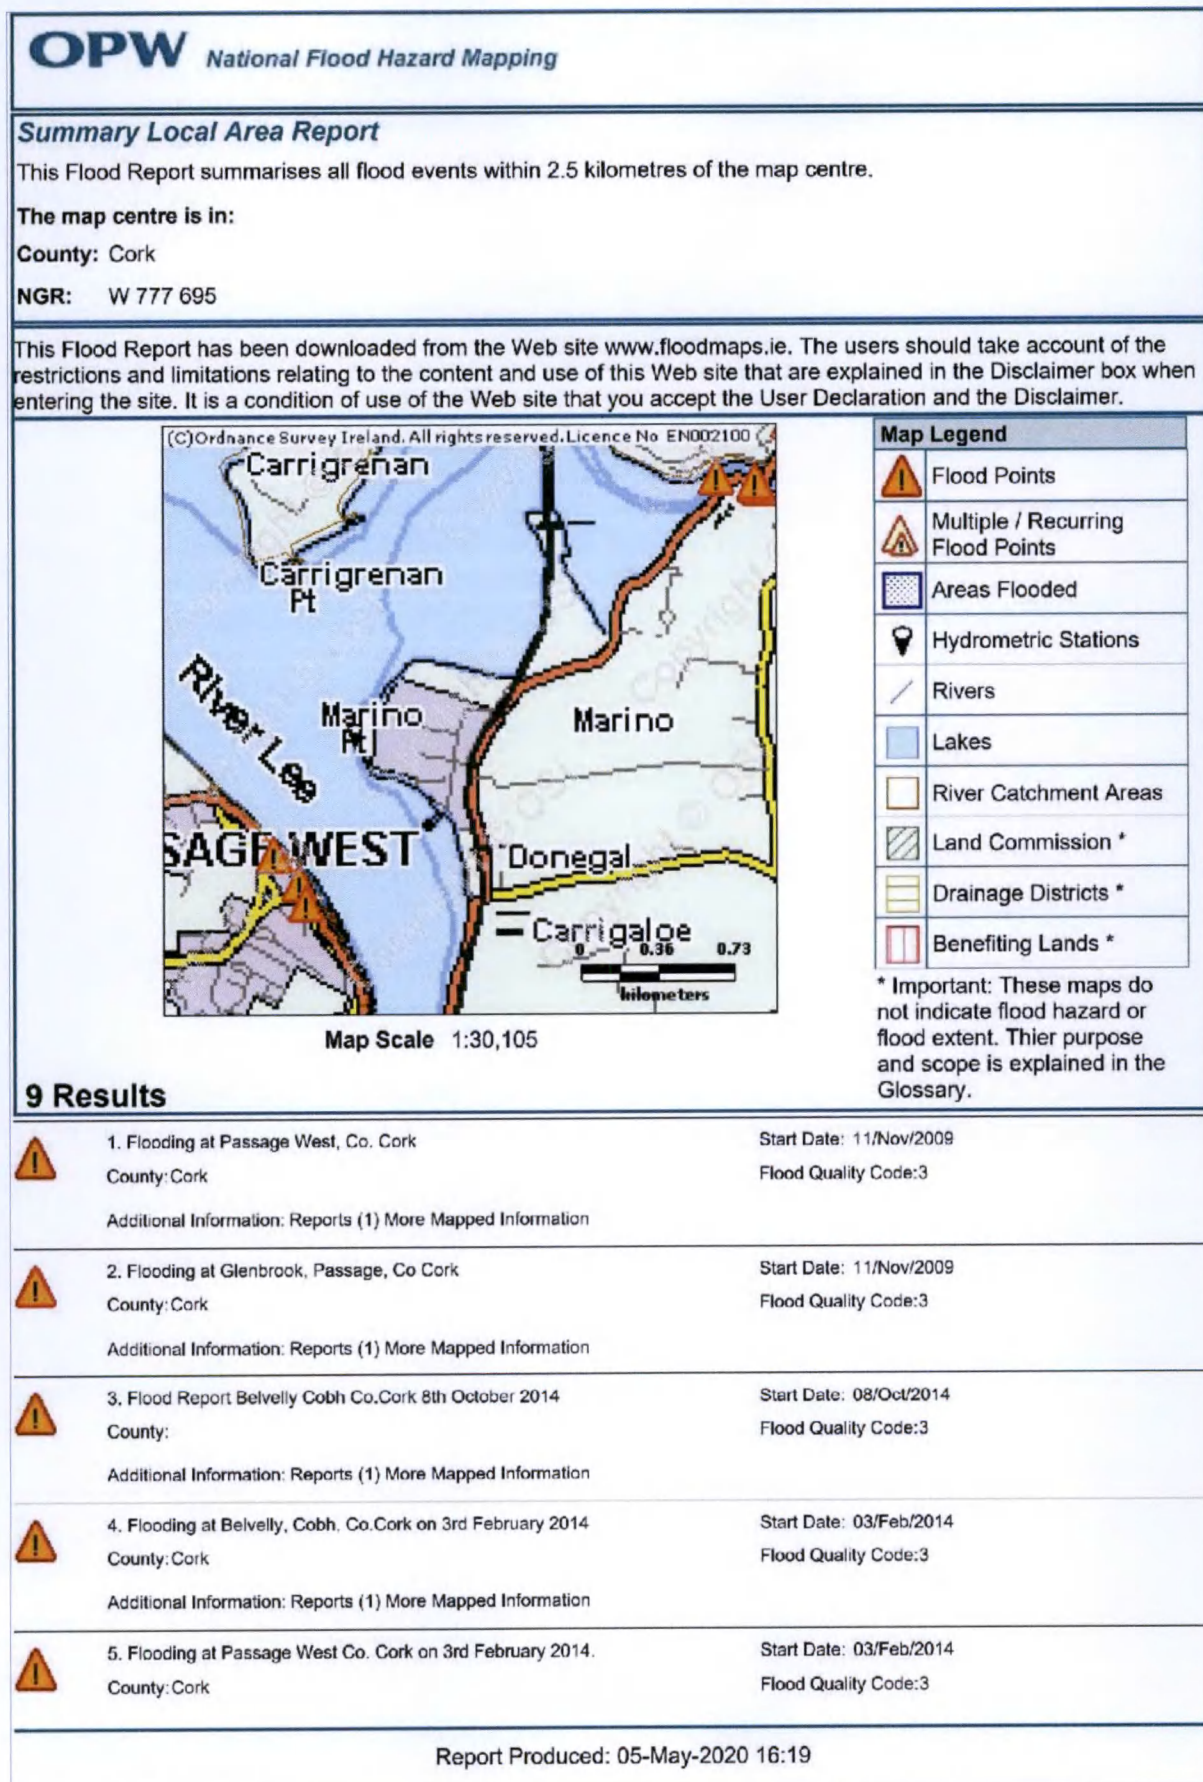 OPW National Flood Hazard Mapping
Summary Local Area Report
This Flood Report summarises all flood events within 2.5 kilometres of the map centre.
The map centre is in:
County: Cork
NGR: W 777 695
This Flood Report has been downloaded from the Web site www.floodmaps.ie. The users should take account of the
restrictions and limitations relating to the content and use of this Web site that are explained in the Disclaimer box when
entering the site. It is a condition of use of the Web site that you accept the User Declaration and the Disclaimer.
(C)Ordnance Survey Ireland. All rights reserved. Licence No EN002100
Carrigrenan
Carrigrenan
Pt
River Lee
Marino
Pt
Marino
SAGE WEST
Donegal
Carrigaloe
0 0.36 0.73
kilometers
Map Scale 1:30,105
Map Legend
Flood Points
Multiple / Recurring
Flood Points
Areas Flooded
Hydrometric Stations
Rivers
Lakes
River Catchment Areas
Land Commission *
Drainage Districts *
Benefiting Lands *
* Important: These maps do
not indicate flood hazard or
flood extent. Thier purpose
and scope is explained in the
Glossary.
9 Results
1. Flooding at Passage West, Co. Cork Start Date: 11/Nov/2009
County: Cork Flood Quality Code:3
Additional Information: Reports (1) More Mapped Information
2. Flooding at Glenbrook, Passage, Co Cork Start Date: 11/Nov/2009
County: Cork Flood Quality Code:3
Additional Information: Reports (1) More Mapped Information
3. Flood Report Belvelly Cobh Co.Cork 8th October 2014 Start Date: 08/Oct/2014
County: Flood Quality Code:3
Additional Information: Reports (1) More Mapped Information
4. Flooding at Belvelly, Cobh, Co.Cork on 3rd February 2014 Start Date: 03/Feb/2014
County: Cork Flood Quality Code:3
Additional Information: Reports (1) More Mapped Information
5. Flooding at Passage West Co. Cork on 3rd February 2014. Start Date: 03/Feb/2014
County: Cork Flood Quality Code:3
Report Produced: 05-May-2020 16:19